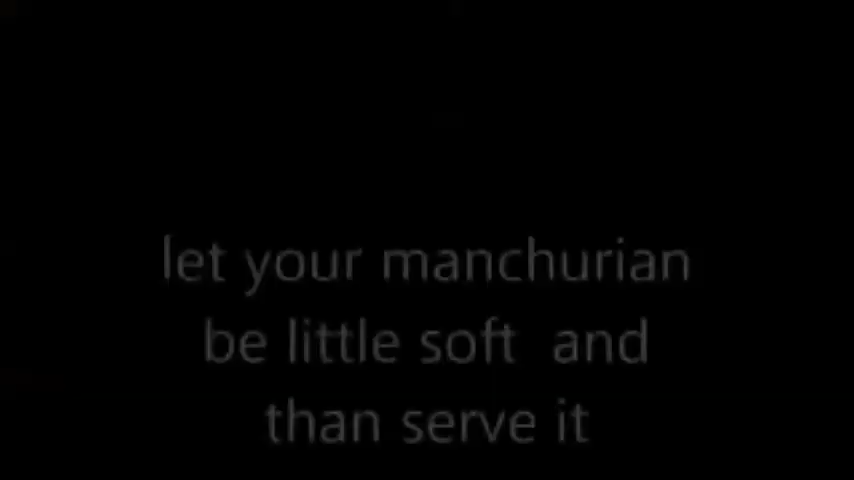 let your manchurian
be little soft and
than serve it